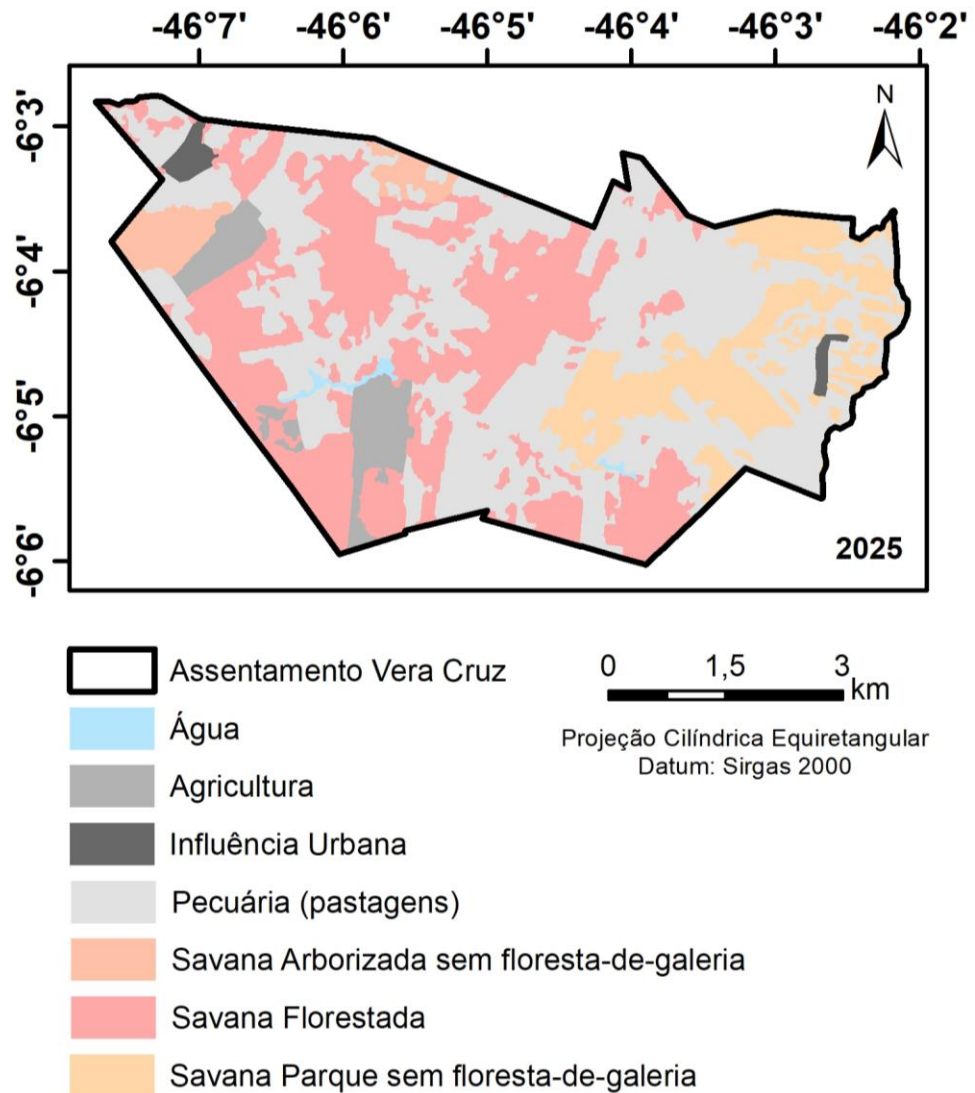 -46°7' -46°6' -46°5' -46°4' -46°3' -46°2'
N
-6°3'
-6°4'
-6°5'
-6°6'
2025
Assentamento Vera Cruz
Água
Agricultura
Influência Urbana
Pecuária (pastagens)
Savana Arborizada sem floresta-de-galeria
Savana Florestada
Savana Parque sem floresta-de-galeria
0 1,5 3
km
Projeção Cilíndrica Equiretangular
Datum: Sirgas 2000